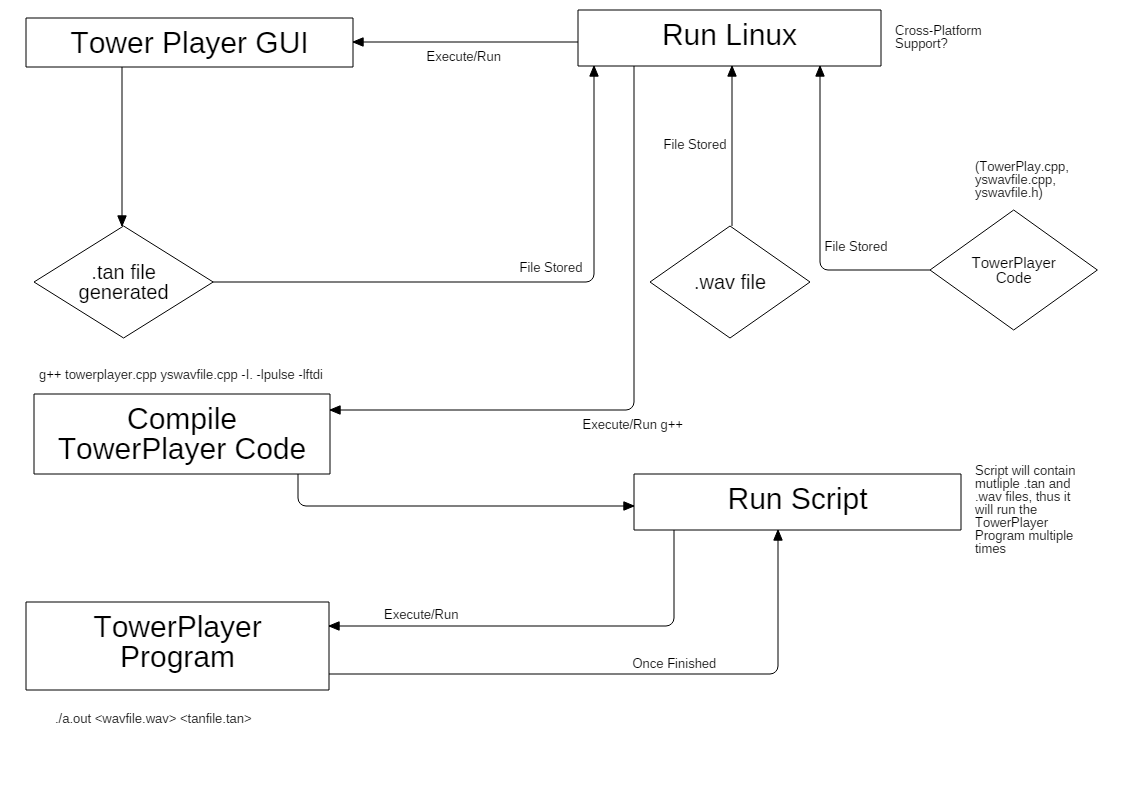 Tower Player GUI
Run Linux
Cross-Platform
Support?
Execute/Run
File Stored
(TowerPlay.cpp,
yswavfile.cpp,
yswavfile.h)
File Stored
File Stored
.tan file
generated
.wav file
TowerPlayer
Code
g++ towerplayer.cpp yswavfile.cpp -I. -lpulse -lftdi
Compile
TowerPlayer Code
Execute/Run g++
Run Script
Script will contain
mutliple .tan and
.wav files, thus it
will run the
TowerPlayer
Program multiple
times
TowerPlayer
Program
Execute/Run
Once Finished
./a.out <wavfile.wav> <tanfile.tan>